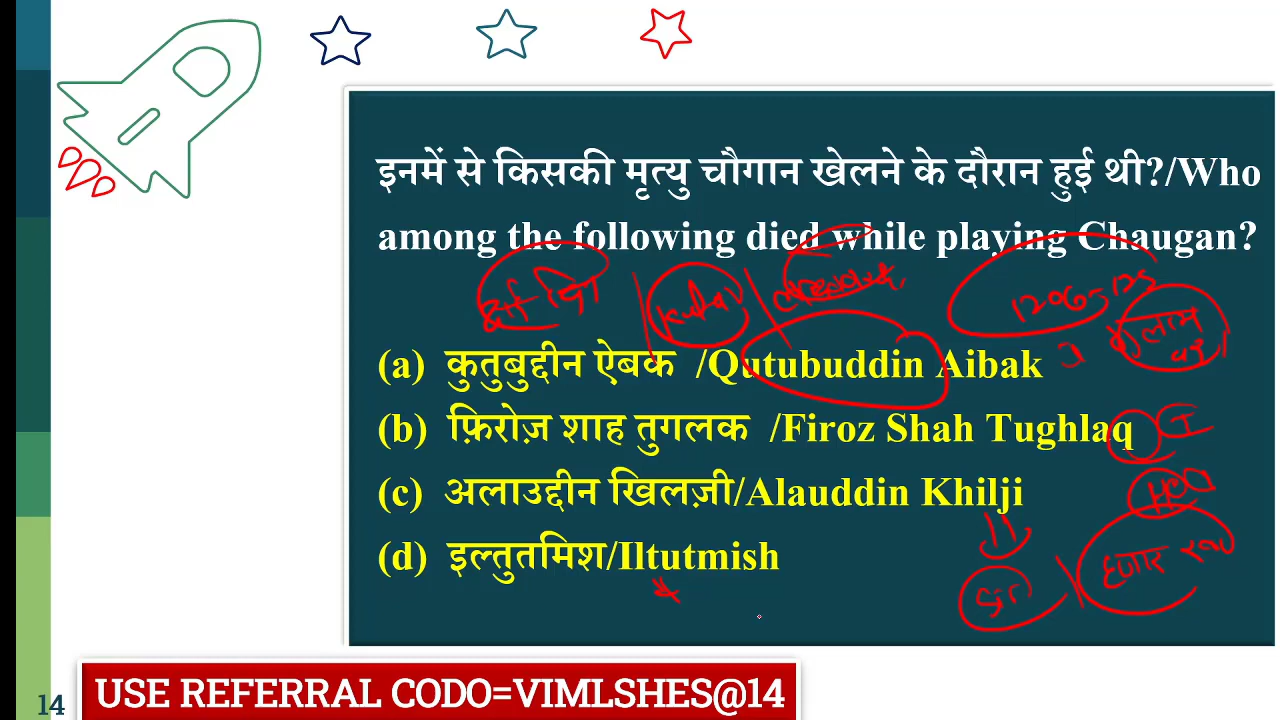 इनमें से किसकी मृत्यु चौगान खेलने के दौरान हुई थी?/Who
among the following died while playing Chaugan?
1206-
(a) कुतुबुद्दीन ऐबक /Qutubuddin Aibak
(b) फ़िरोज़ शाह तुगलक /Firoz Shah Tughlaq
(c) अलाउद्दीन खिलज़ी/Alauddin Khilji
(d) इल्तुतमिश/Iltutmish
हजार
14
USE REFERRAL CODO=VIMLSHES@14